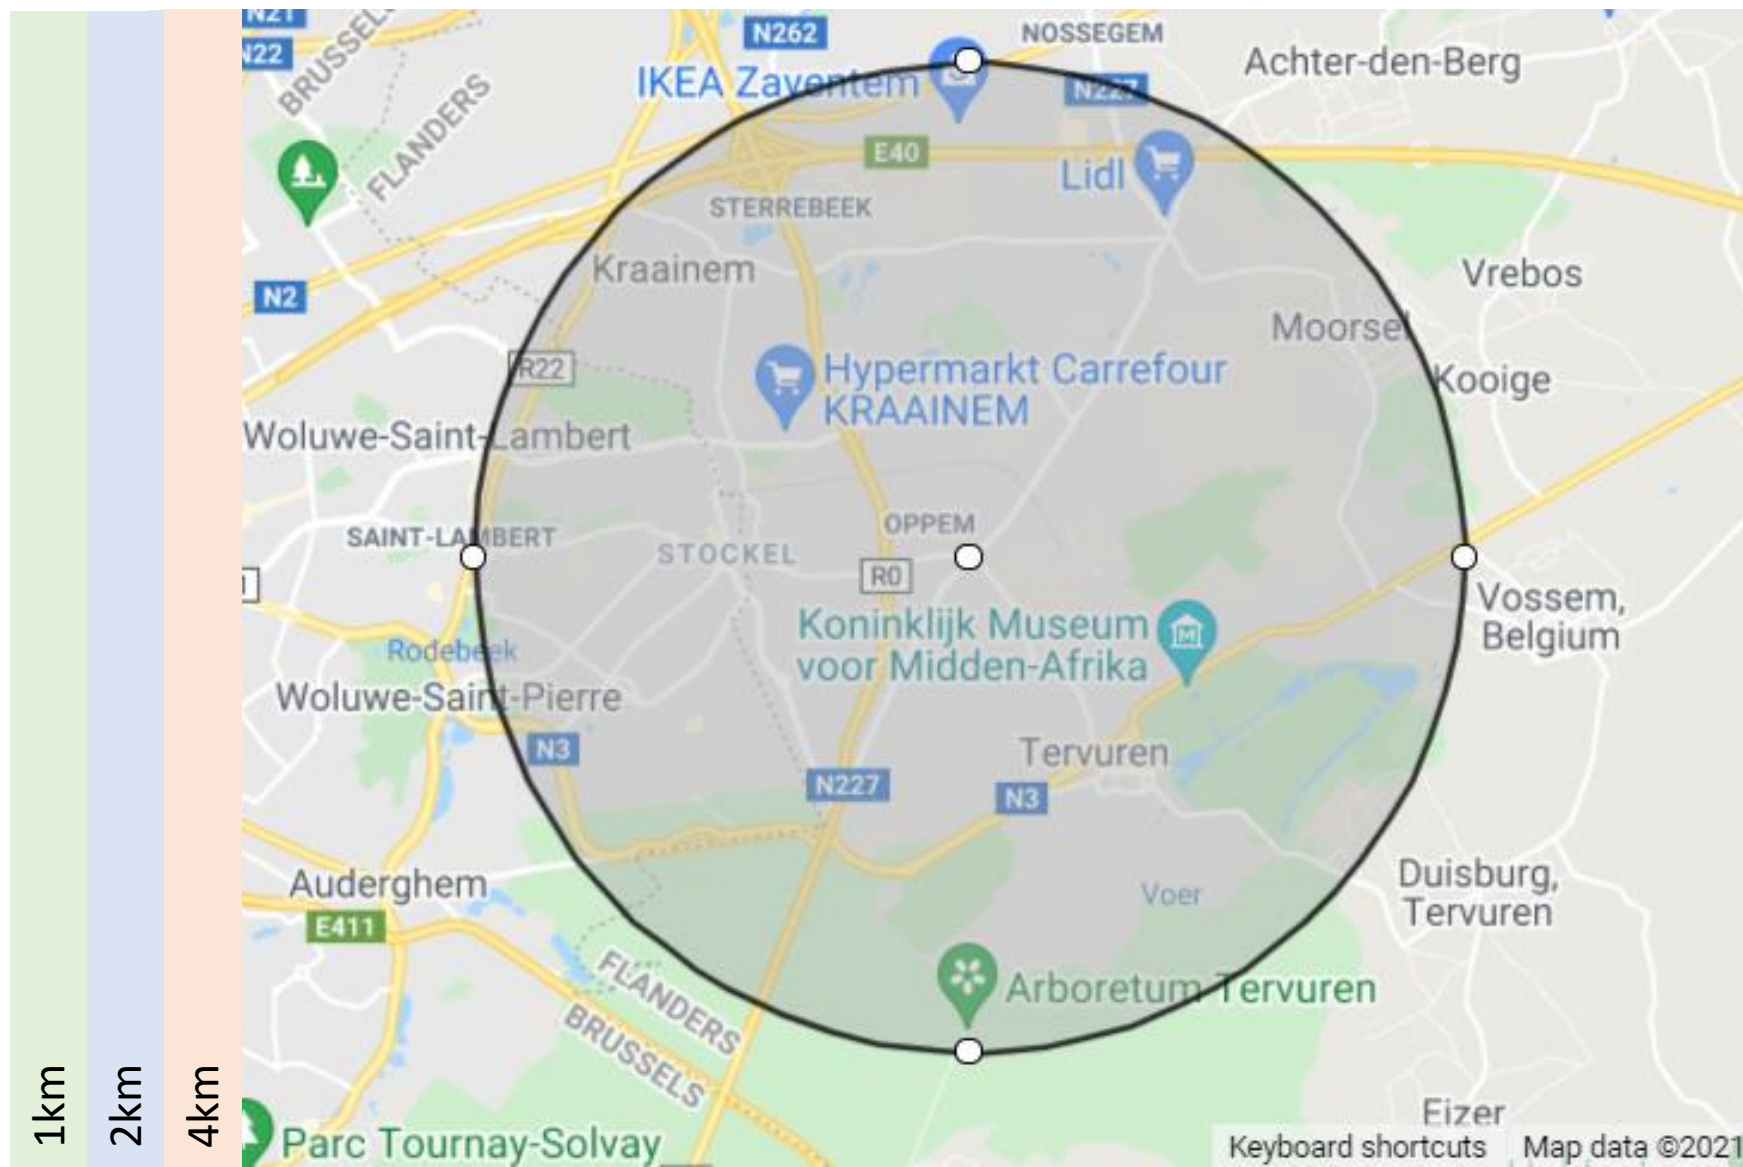 1km
2km
4km
N21
N22
BRUSSELS
FLANDERS
N262
NOSSEGEM
IKEA Zaventem
N227
Achter-den-Berg
E40
Lidl
STERREBEEK
Kraainem
N2
Vrebos
Moorsel
R22
Hypermarkt Carrefour
KRAAINEM
Kooige
Woluwe-Saint-Lambert
OPPEM
SAINT-LAMBERT
STOCKEL
R0
Vossem,
Belgium
Koninklijk Museum
voor Midden-Afrika
Rodebeek
Woluwe-Saint-Pierre
N3
Tervuren
N227
N3
Auderghem
Duisburg,
Tervuren
Voer
E411
FLANDERS
BRUSSELS
Arboretum Tervuren
Eizer
Parc Tournay-Solvay
Keyboard shortcuts
Map data ©2021